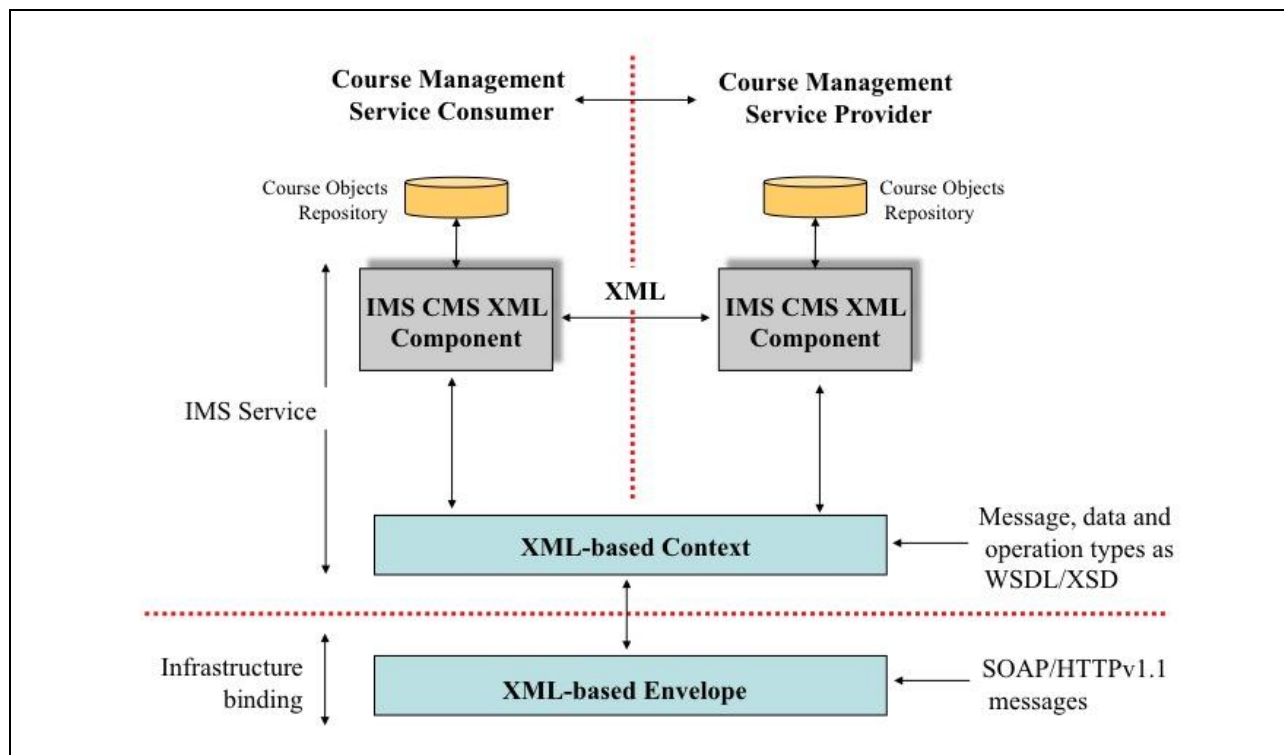 Course Management
Service Consumer
Course Management
Service Provider
Course Objects
Repository
Course Objects
Repository
IMS CMS XML
Component
XML
IMS CMS XML
Component
IMS Service
XML-based Context
Message, data and
operation types as
WSDL/XSD
Infrastructure
binding
XML-based Envelope
SOAP/HTTPv1.1
messages